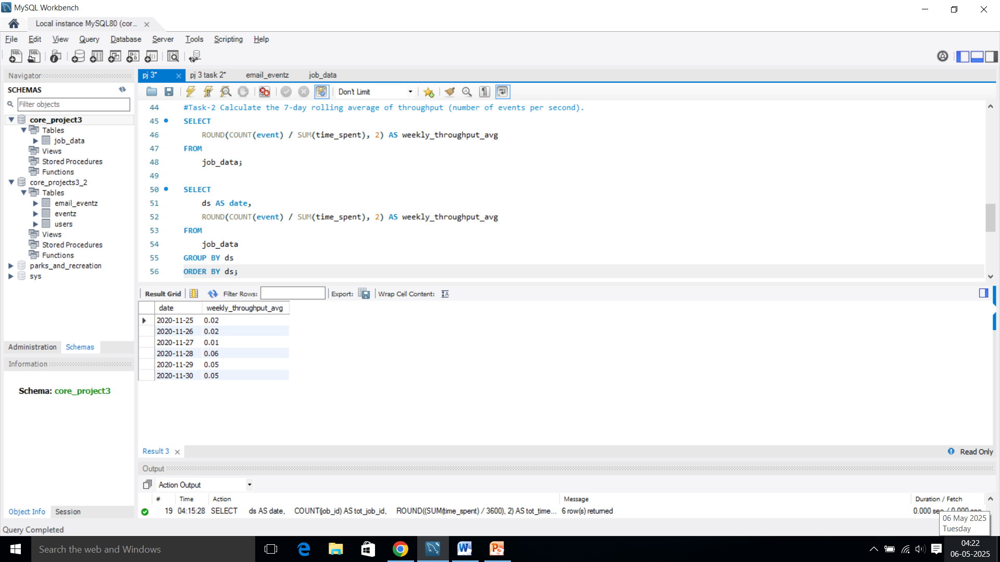 MySQL Workbench
Local instance MySQL80 (cor...
File Edit View Query Database Server Tools Scripting Help
Navigator
SCHEMAS
Filter objects
core_project3
Tables
job_data
Views
Stored Procedures
Functions
core_projects3_2
Tables
email_eventz
eventz
users
Views
Stored Procedures
Functions
parks_and_recreation
sys
Administration Schemas
Information
Schema: core_project3
Object Info Session
Query Completed
pj 3* pj 3 task 2* email_eventz job_data
Don't Limit
44 #Task-2 Calculate the 7-day rolling average of throughput (number of events per second).
45 SELECT
46 ROUND(COUNT(event) / SUM(time_spent), 2) AS weekly_throughput_avg
47 FROM
48 job_data;
49
50 SELECT
51 ds AS date,
52 ROUND(COUNT(event) / SUM(time_spent), 2) AS weekly_throughput_avg
53 FROM
54 job_data
55 GROUP BY ds
56 ORDER BY ds;
Result Grid Filter Rows: Export: Wrap Cell Content:
date weekly_throughput_avg
2020-11-25 0.02
2020-11-26 0.02
2020-11-27 0.01
2020-11-28 0.06
2020-11-29 0.05
2020-11-30 0.05
Result 3 Read Only
Output
Action Output
# Time Action Message Duration / Fetch
19 04:15:28 SELECT ds AS date, COUNT(job_id) AS tot_job_id, ROUND((SUM(time_spent) / 3600), 2) AS tot_time... 6 row(s) returned 0.000 sec / 0.000 sec
06 May 2025
Tuesday
Search the web and Windows
04:22
06-05-2025